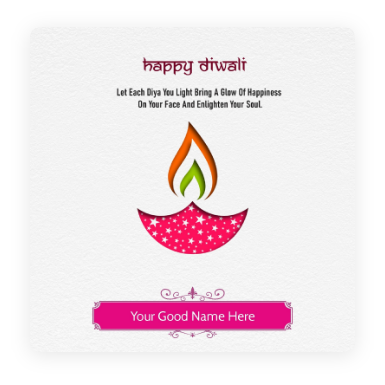 Happy Diwali
Let Each Diya You Light Bring A Glow Of Happiness
On Your Face And Enlighten Your Soul.
Your Good Name Here